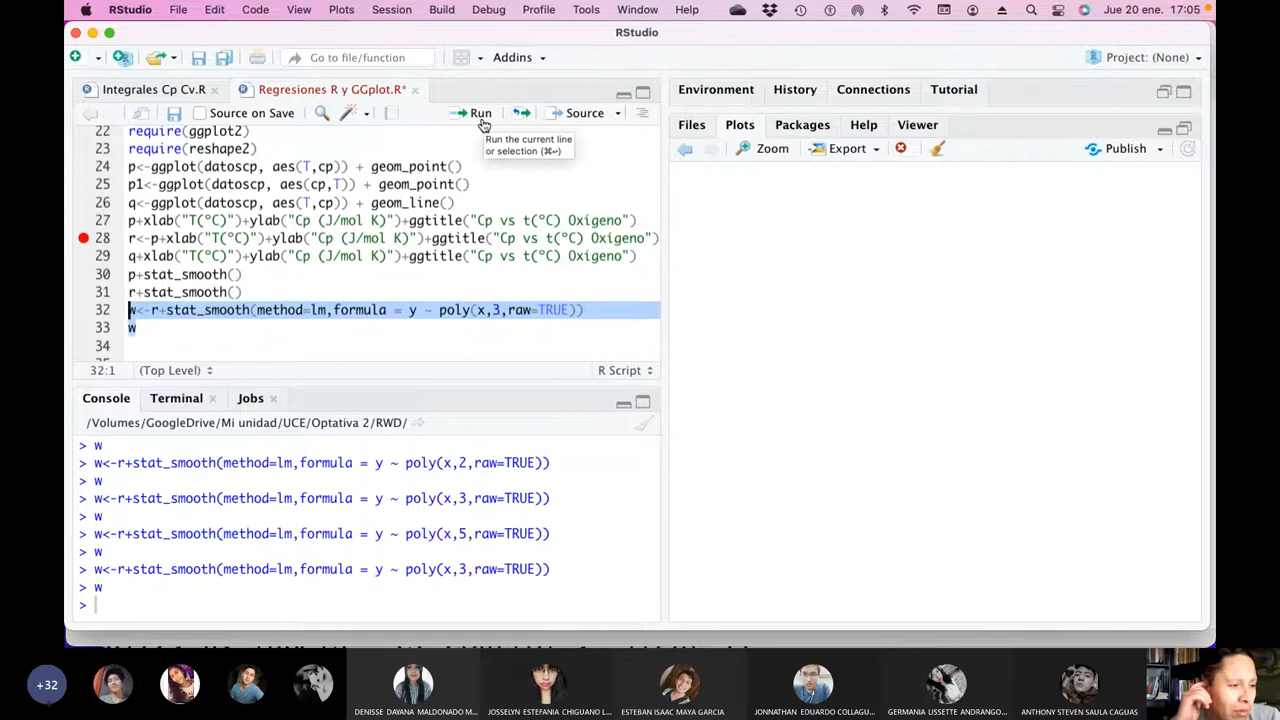 RStudio File Edit Code View Plots Session Build Debug Profile Tools Window Help Jue 20 ene. 17:05
RStudio
Go to file/function Addins Project: (None)
Integrales Cp Cv.R Regresiones R y GGplot.R*
Source on Save Run Source
Run the current line
or selection (⌘↩)
22 require(ggplot2)
23 require(reshape2)
24 p<-ggplot(datoscp, aes(T,cp)) + geom_point()
25 p1<-ggplot(datoscp, aes(cp,T)) + geom_point()
26 q<-ggplot(datoscp, aes(T,cp)) + geom_line()
27 p+xlab("T(ºC)")+ylab("Cp (J/mol K)")+ggtitle("Cp vs t(ºC) Oxigeno")
28 r<-p+xlab("T(ºC)")+ylab("Cp (J/mol K)")+ggtitle("Cp vs t(ºC) Oxigeno")
29 q+xlab("T(ºC)")+ylab("Cp (J/mol K)")+ggtitle("Cp vs t(ºC) Oxigeno")
30 p+stat_smooth()
31 r+stat_smooth()
32 w<-r+stat_smooth(method=lm,formula = y ~ poly(x,3,raw=TRUE))
33 w
34
32:1 (Top Level) R Script
Console Terminal Jobs
/Volumes/GoogleDrive/Mi unidad/UCE/Optativa 2/RWD/
> w
> w<-r+stat_smooth(method=lm,formula = y ~ poly(x,2,raw=TRUE))
> w
> w<-r+stat_smooth(method=lm,formula = y ~ poly(x,3,raw=TRUE))
> w
> w<-r+stat_smooth(method=lm,formula = y ~ poly(x,5,raw=TRUE))
> w
> w<-r+stat_smooth(method=lm,formula = y ~ poly(x,3,raw=TRUE))
> w
>
Environment History Connections Tutorial
Files Plots Packages Help Viewer
Zoom Export Publish
+32
DENISSE DAYANA MALDONADO M...
JOSSELYN ESTEFANIA CHIGUANO L...
ESTEBAN ISAAC MAYA GARCIA
JONNATHAN EDUARDO COLLAGU...
GERMANIA LISSETTE ANDRANGO...
ANTHONY STEVEN SAULA CAGUAS